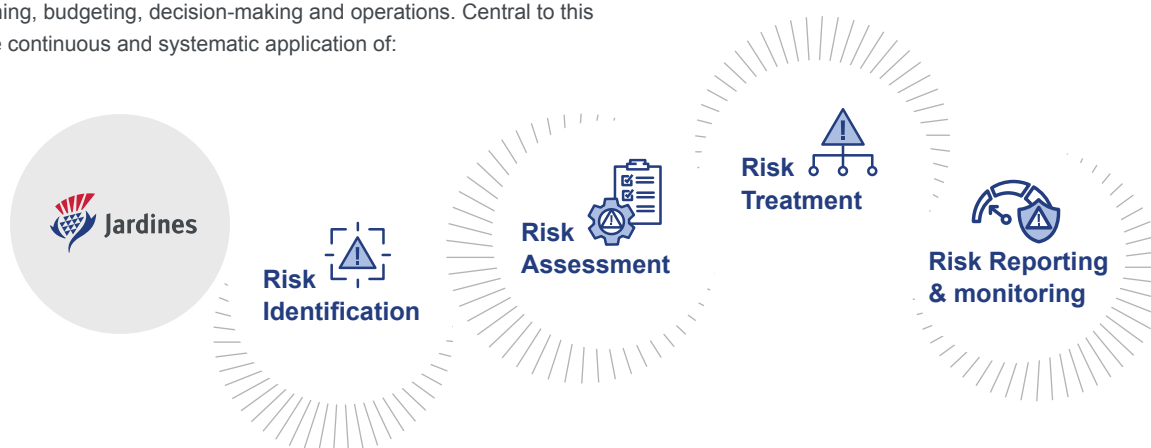 budgeting, decision-making and operations. Central to this
continuous and systematic application of:
Jardines
Risk
Identification
Risk
Assessment
Risk
Treatment
Risk Reporting
& monitoring